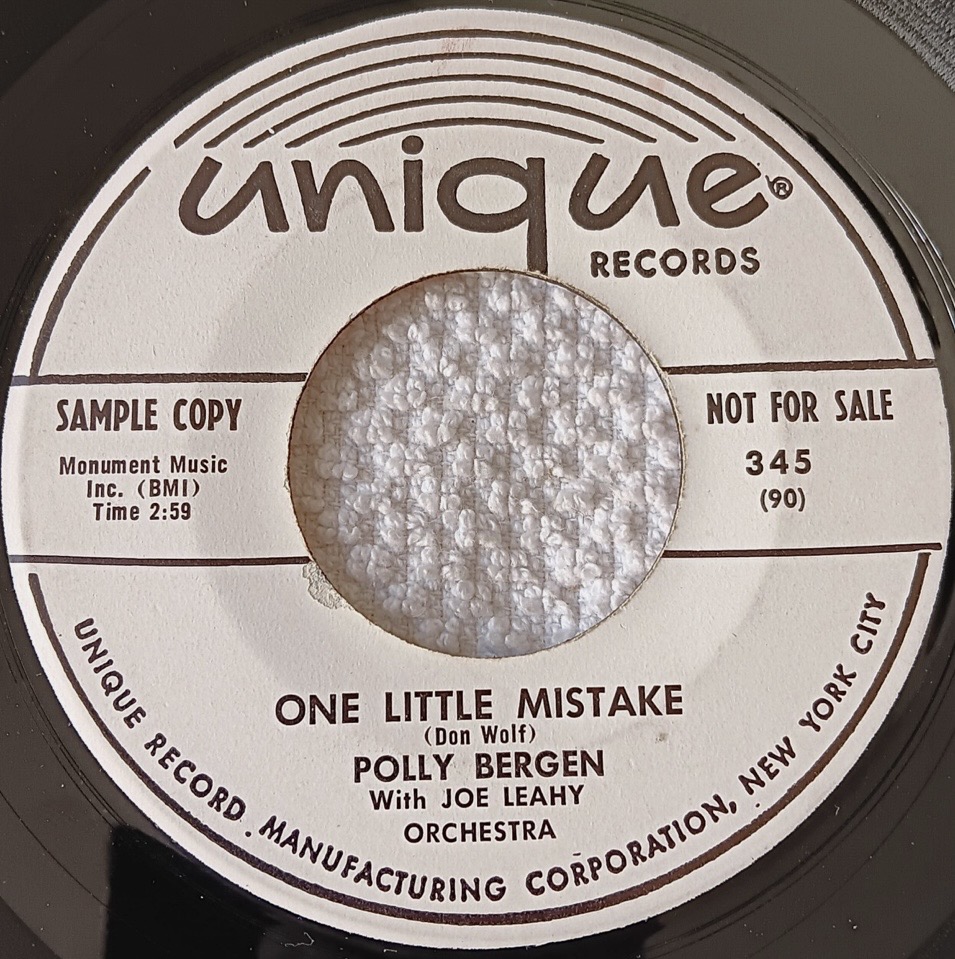 unique®
RECORDS
SAMPLE COPY
Monument Music
Inc. (BMI)
Time 2:59
NOT FOR SALE
345
(90)
ONE LITTLE MISTAKE
(Don Wolf)
POLLY BERGEN
With JOE LEAHY
ORCHESTRA
UNIQUE RECORD MANUFACTURING CORPORATION, NEW YORK CITY